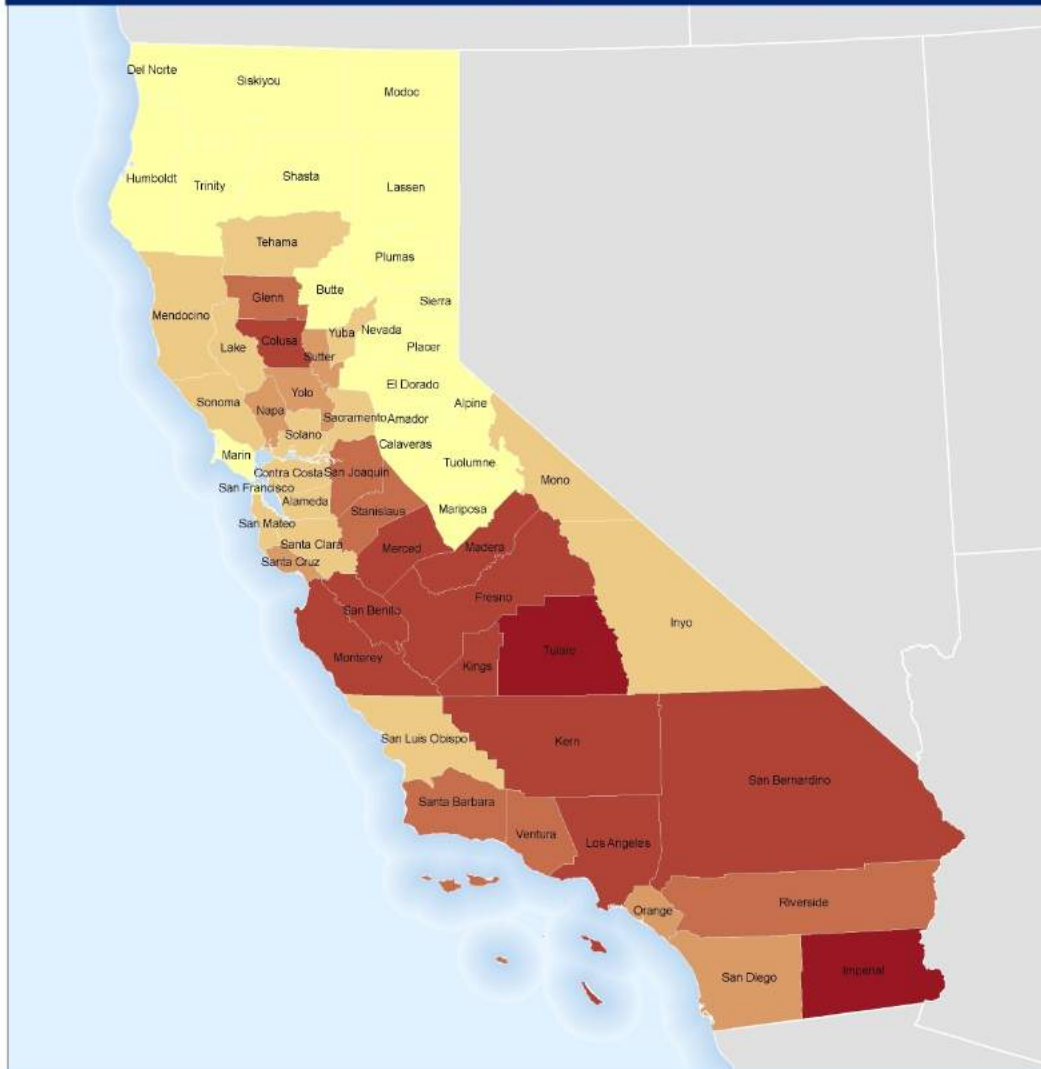 Del Norte
Siskiyou
Modoc
Humboldt
Trinity
Shasta
Lassen
Tehama
Plumas
Butte
Glenn
Sierra
Mendocino
Yuba
Nevada
Colusa
Lake
Sutter
Placer
El Dorado
Yolo
Sonoma
Napa
Alpine
Sacramento
Amador
Solano
Calaveras
Marin
Tuolumne
Contra Costa
San Joaquin
Mono
San Francisco
Alameda
Stanislaus
Mariposa
San Mateo
Santa Clara
Merced
Madera
Santa Cruz
Fresno
San Benito
Inyo
Tulare
Monterey
Kings
San Luis Obispo
Kern
San Bernardino
Santa Barbara
Ventura
Los Angeles
Riverside
Orange
San Diego
Imperial